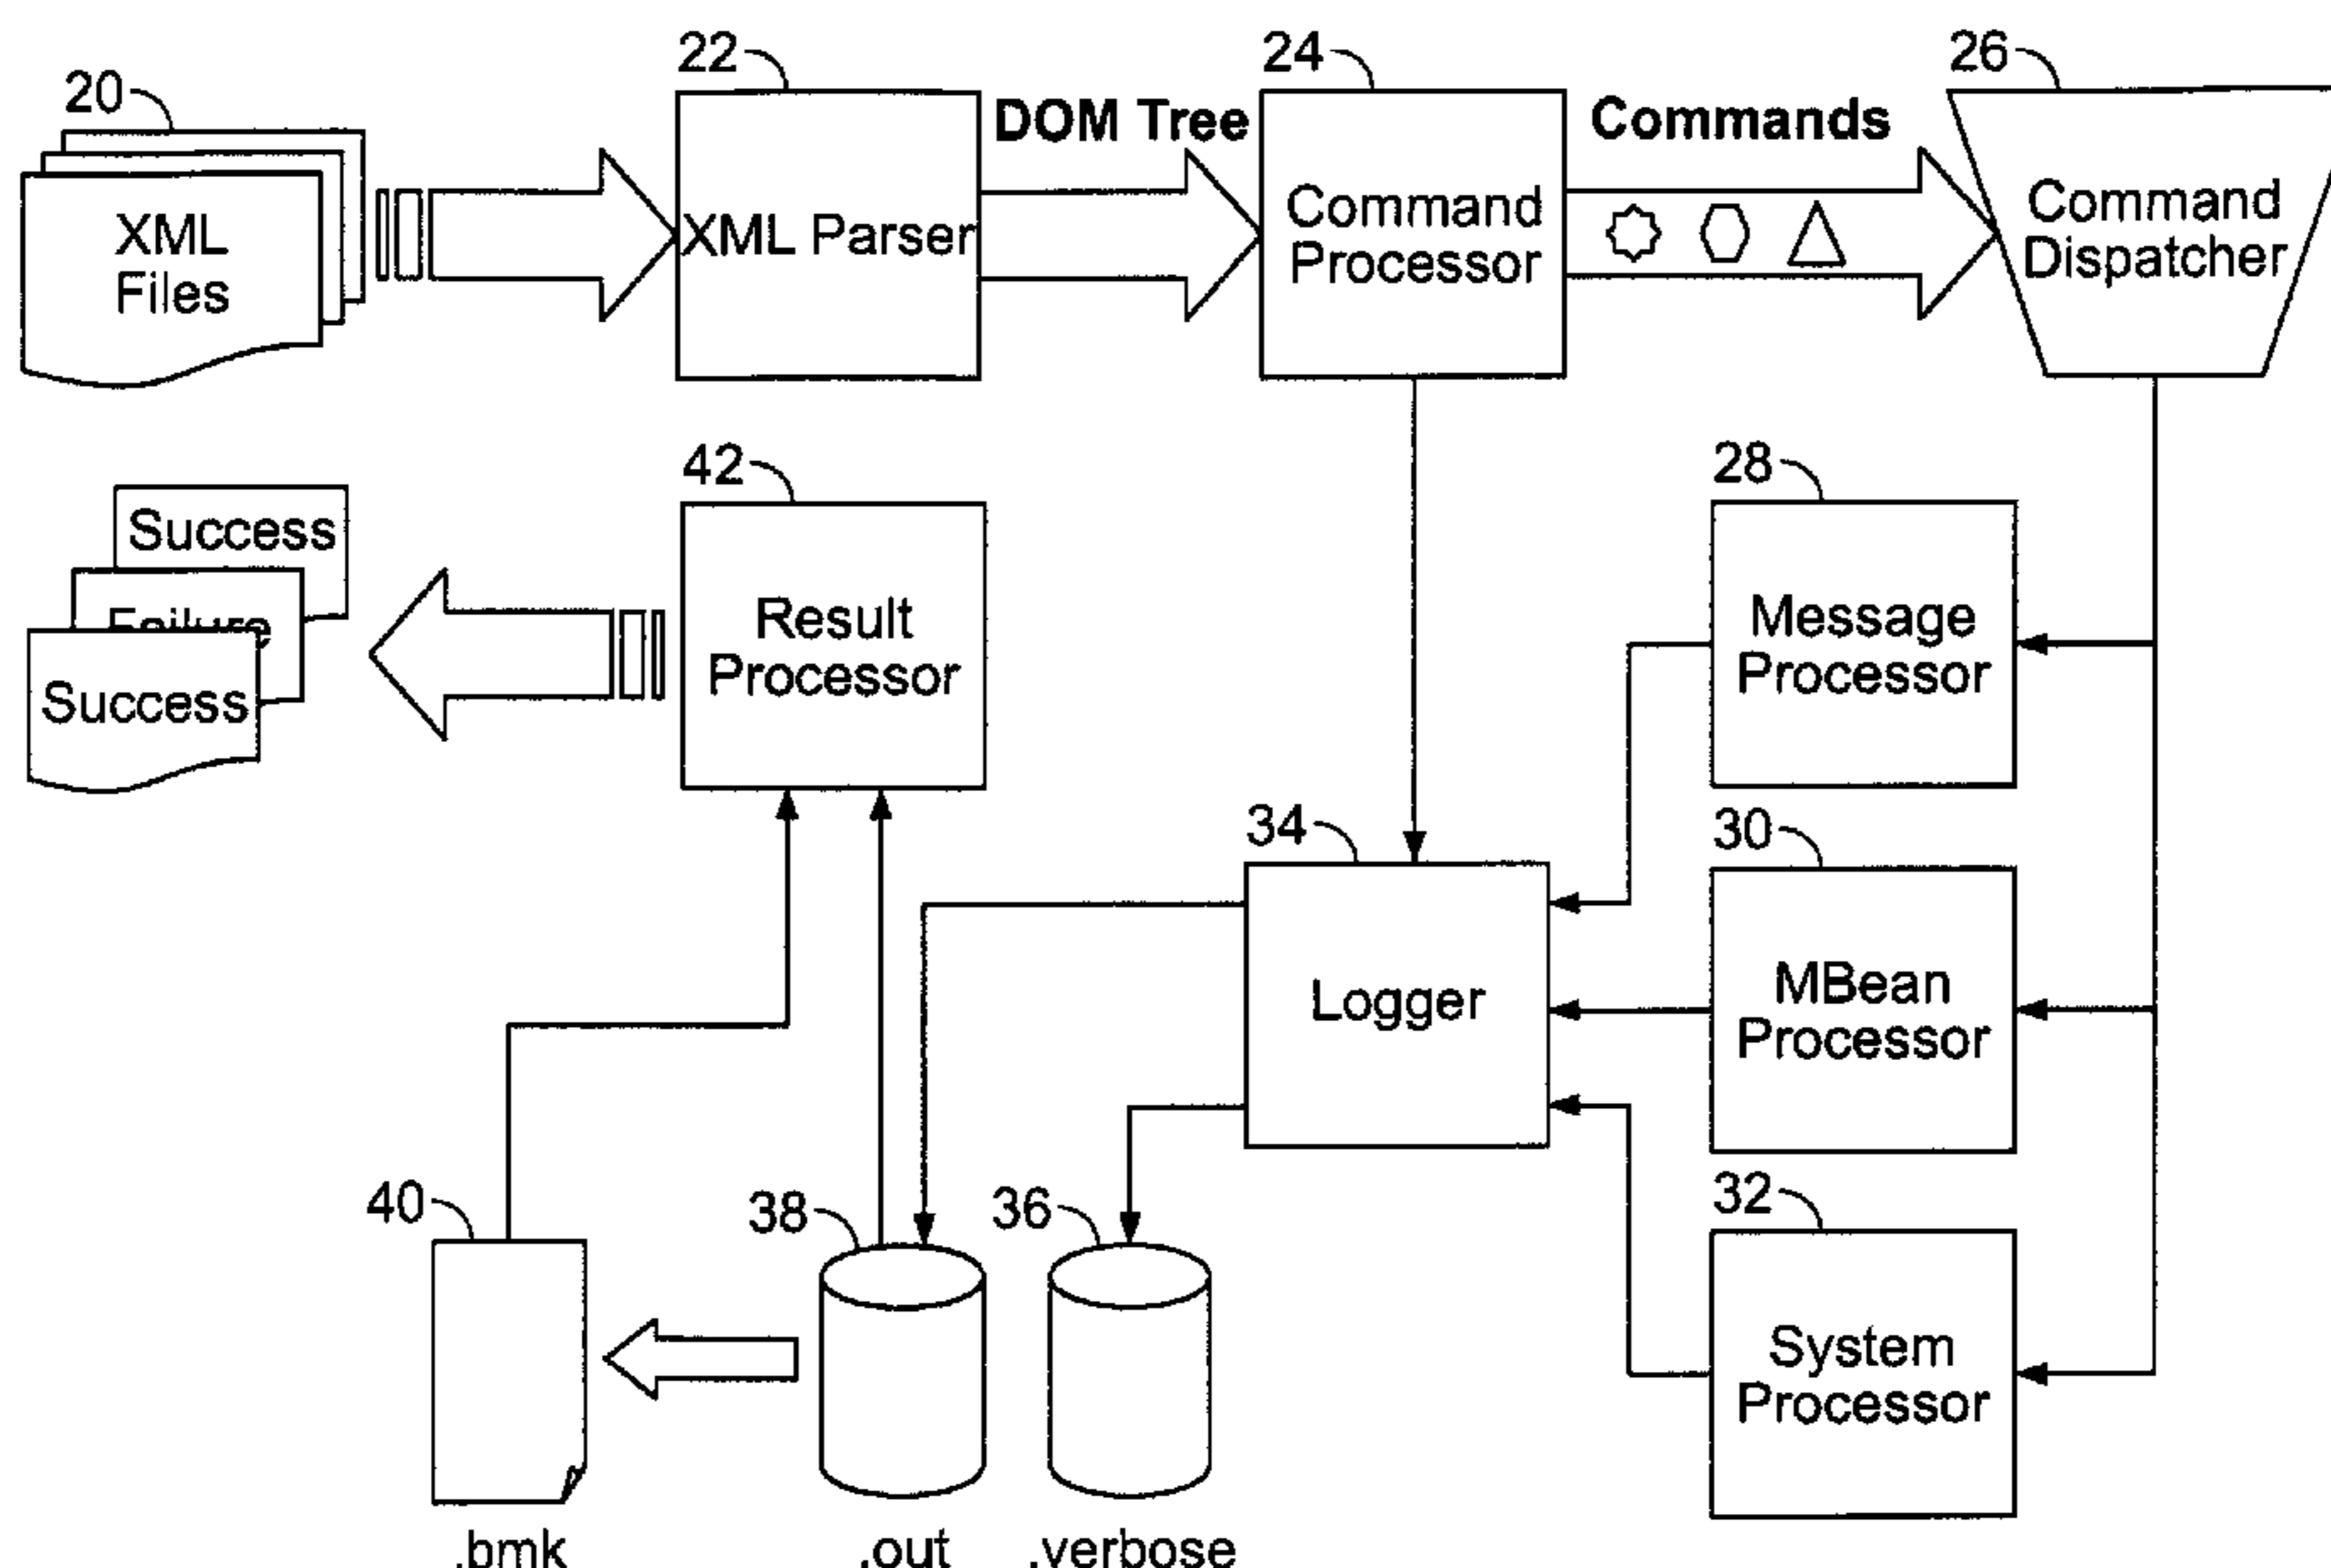 20
22
24
26
XML
Files
XML Parser
DOM Tree
Command
Processor
Commands
Command
Dispatcher
42
28
Success
Failure
Success
Result
Processor
Message
Processor
34
30
Logger
MBean
Processor
40
38
36
32
System
Processor
.bmk
.out
.verbose